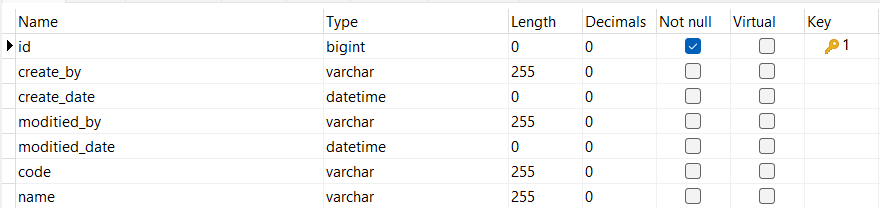 Name Type Length Decimals Not null Virtual Key
id bigint 0 0 1
create_by varchar 255 0
create_date datetime 0 0
moditied_by varchar 255 0
moditied_date datetime 0 0
code varchar 255 0
name varchar 255 0